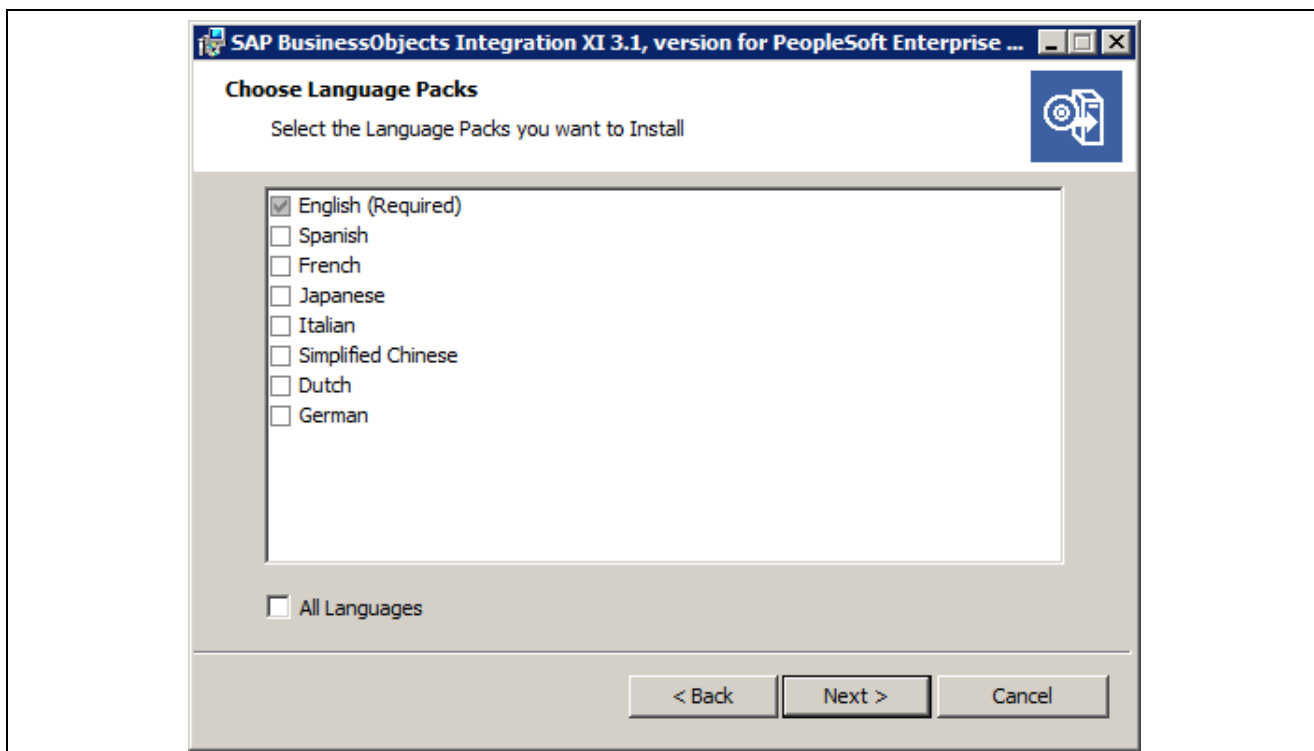 SAP BusinessObjects Integration XI 3.1, version for PeopleSoft Enterprise ...
Choose Language Packs
Select the Language Packs you want to Install
English (Required)
Spanish
French
Japanese
Italian
Simplified Chinese
Dutch
German
All Languages
< Back Next > Cancel